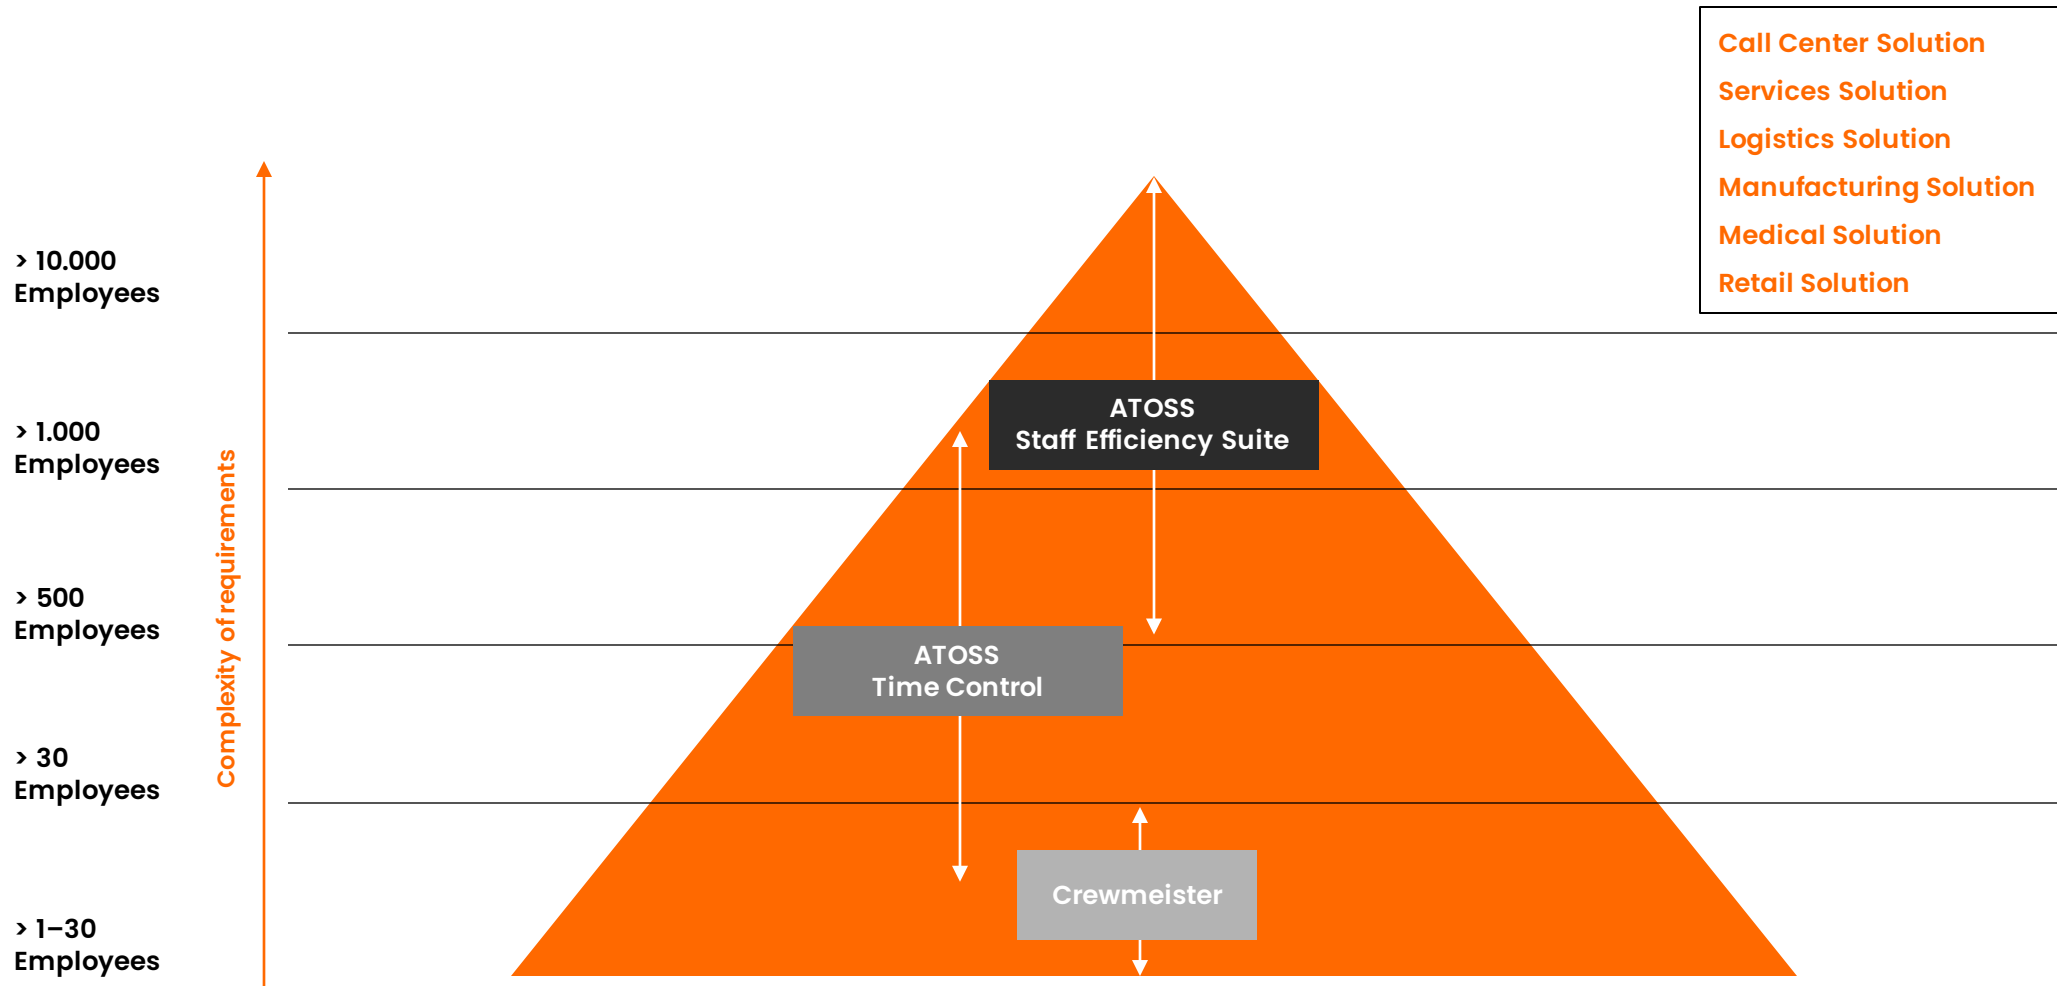 Call Center Solution
Services Solution
Logistics Solution
Manufacturing Solution
Medical Solution
Retail Solution
> 10.000
Employees
> 1.000
Employees
> 500
Employees
> 30
Employees
> 1–30
Employees
Complexity of requirements
ATOSS
Staff Efficiency Suite
ATOSS
Time Control
Crewmeister